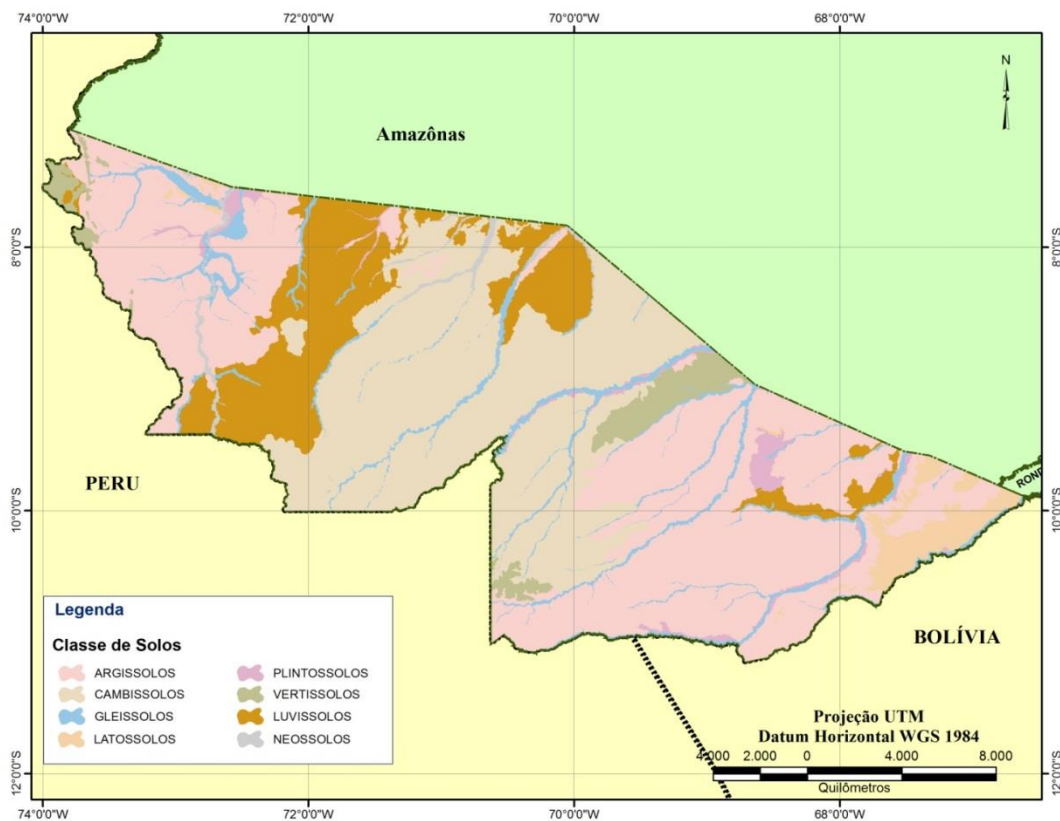 74°0'0"W
72°0'0"W
70°0'0"W
68°0'0"W
N
Amazônas
8°0'0"S
8°0'0"S
PERU
ROND
10°0'0"S
10°0'0"S
BOLÍVIA
Legenda
Classe de Solos
ARGISSOLOS
PLINTOSSOLOS
CAMBISSOLOS
VERTISSOLOS
GLEISSOLOS
LUVISSOLOS
LATOSSOLOS
NEOSSOLOS
Projeção UTM
Datum Horizontal WGS 1984
4.000 2.000 0 4.000 8.000
Quilômetros
12°0'0"S
12°0'0"S
74°0'0"W
72°0'0"W
70°0'0"W
68°0'0"W